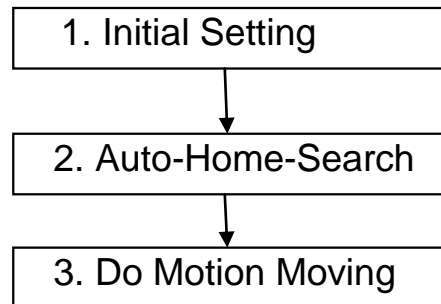 1. Initial Setting
2. Auto-Home-Search
3. Do Motion Moving